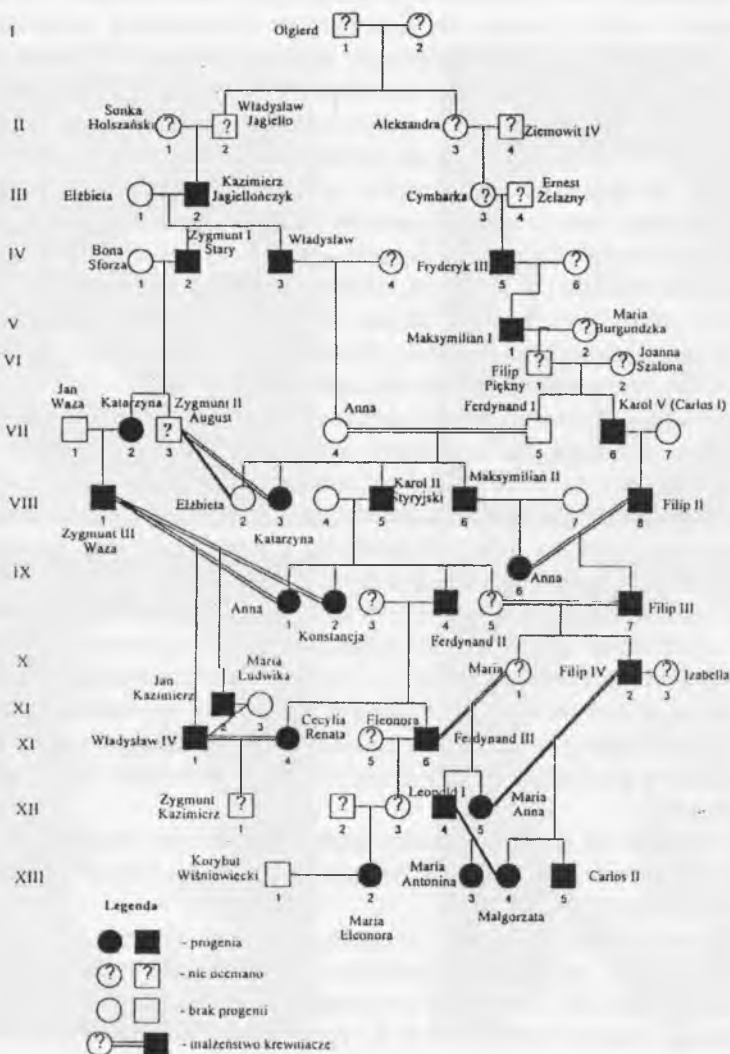 I
Olgierd
? ?
1 2
Sonka
Holszańska
Władysław
Jagiełło
II
Aleksandra
Ziemowit IV
? ? ? ?
1 2 3 4
Elżbieta
Kazimierz
Jagiellończyk
III
Cymbarka
Ernest
Żelazny
? ?
1 2 3 4
Bona
Sforza
Zygmunt I
Stary
Władysław
IV
Fryderyk III
? ?
1 2 3 4 5 6
V
Maksymilian I
Maria
Burgundzka
?
1 2
VI
Filip
Piękny
Joanna
Szalona
? ?
1 2
Jan
Waza
Katarzyna
Zygmunt II
August
Anna
Ferdynand I
Karol V (Carlos I)
VII
?
1 2 3 4 5 6 7
VIII
Elżbieta
Karol II
Styryjski
Maksymilian II
Filip II
1 2 3 4 5 6 7 8
Zygmunt III
Waza
Katarzyna
IX
Anna
6
Anna
Konstancja
Ferdynand II
Filip III
? ?
1 2 3 4 5 7
X
Maria
Filip IV
Izabella
? ?
1 2 3
Jan
Kazimierz
Maria
Ludwika
XI
2 3
Cecylia
Renata
Eleonora
XI
Władysław IV
Ferdynand III
?
1 4 5 6
XII
Zygmunt
Kazimierz
Leopold I
Maria
Anna
? ? ?
1 2 3 4 5
XIII
Korybut
Wiśniowiecki
Maria
Antonina
Carlos II
1 2 3 4 5
Maria
Eleonora
Małgorzata
Legenda
- progenia
? ? - nie oceniano
- brak progenii
? - małżeństwo krewniacze